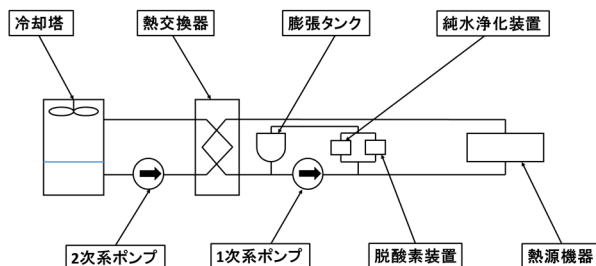 冷却塔
熱交換器
膨張タンク
純水浄化装置
2次系ポンプ
1次系ポンプ
脱酸素装置
熱源機器